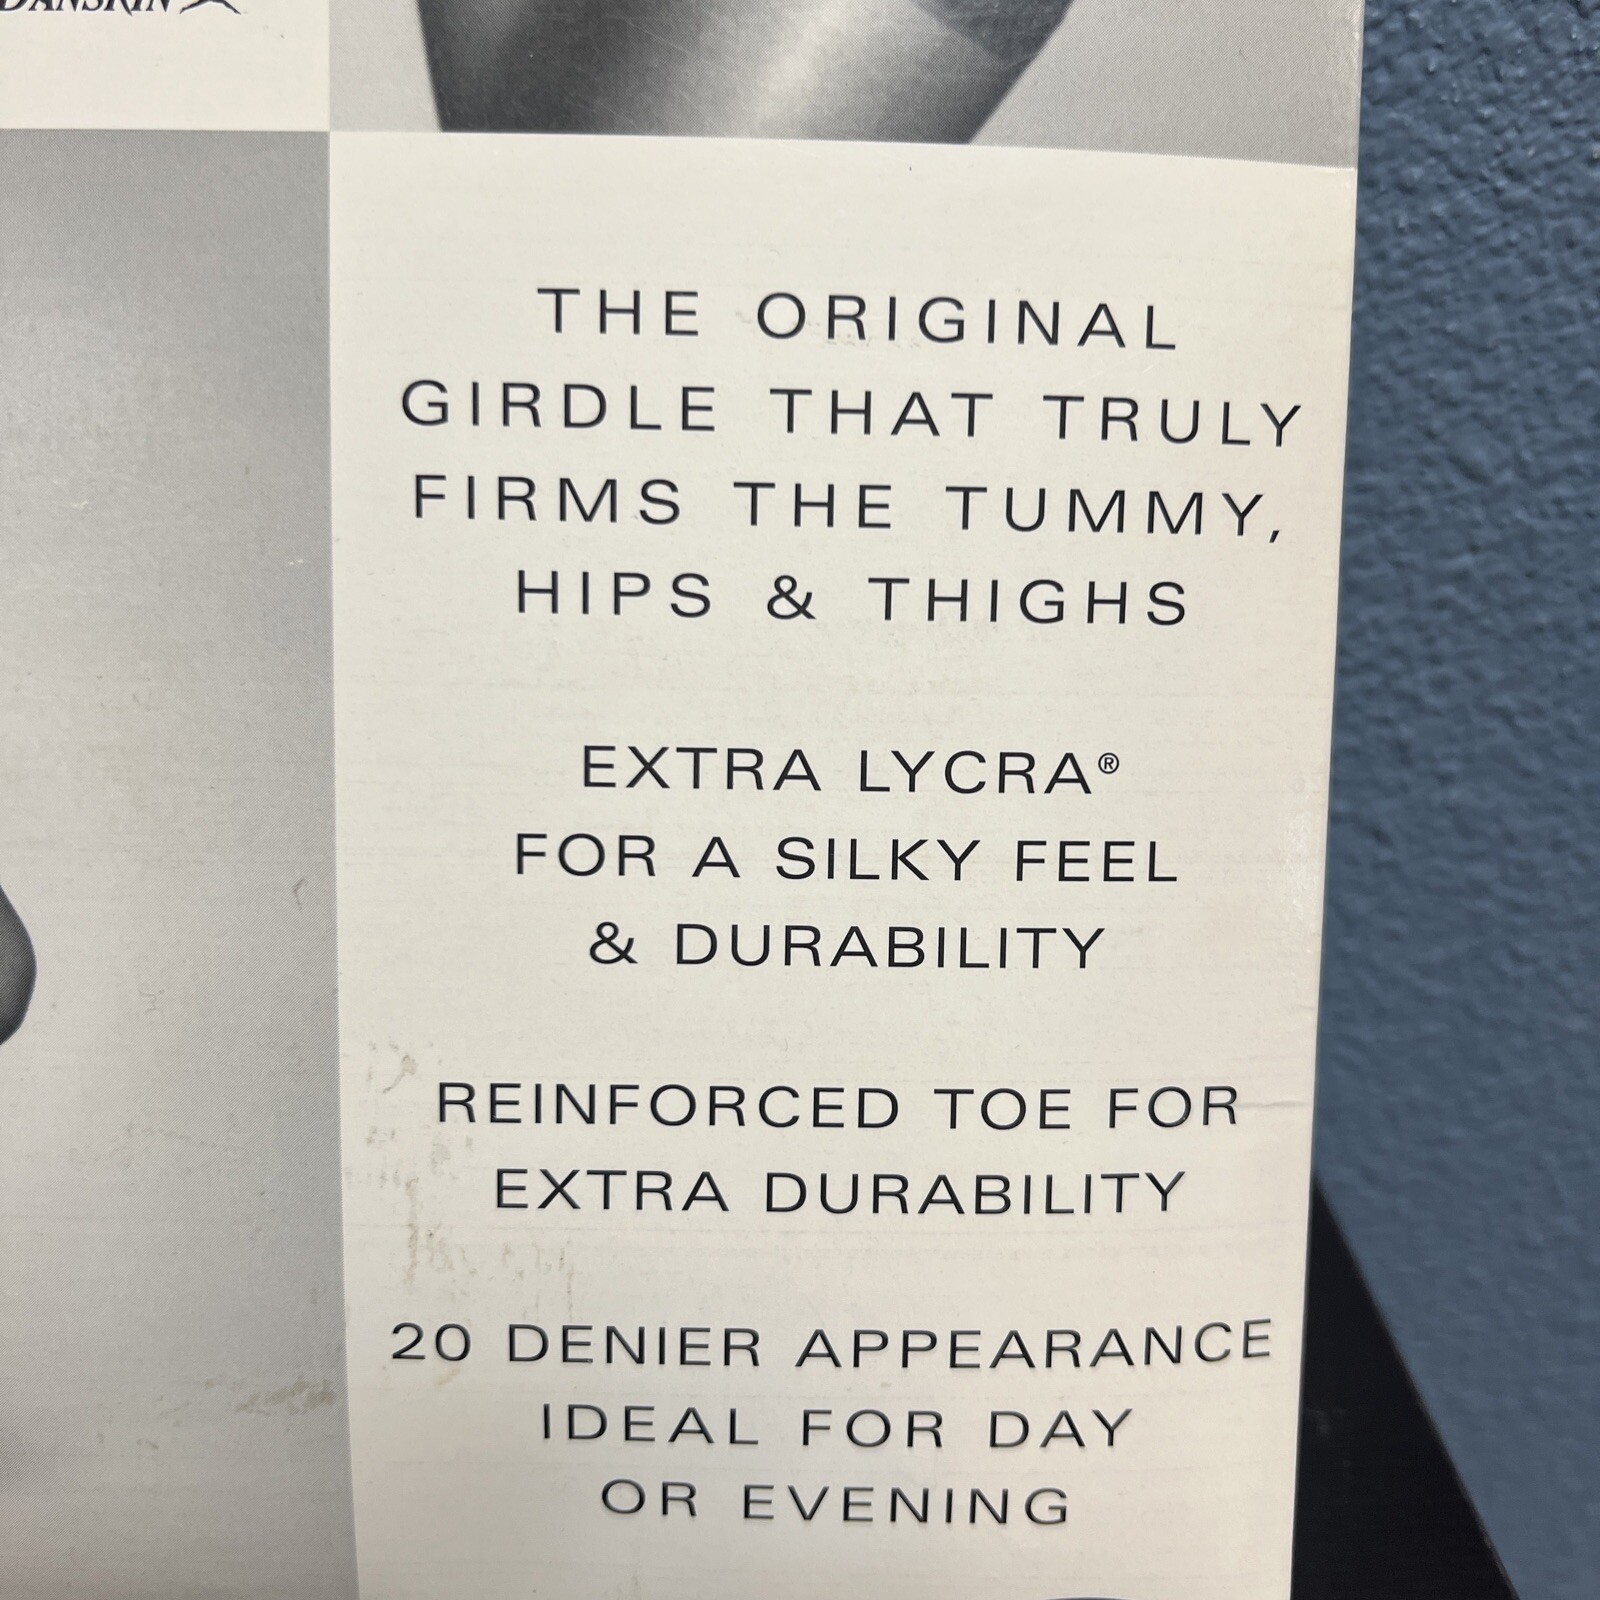 DANSKIN
THE ORIGINAL
GIRDLE THAT TRULY
FIRMS THE TUMMY,
HIPS & THIGHS
EXTRA LYCRA®
FOR A SILKY FEEL
& DURABILITY
REINFORCED TOE FOR
EXTRA DURABILITY
20 DENIER APPEARANCE
IDEAL FOR DAY
OR EVENING